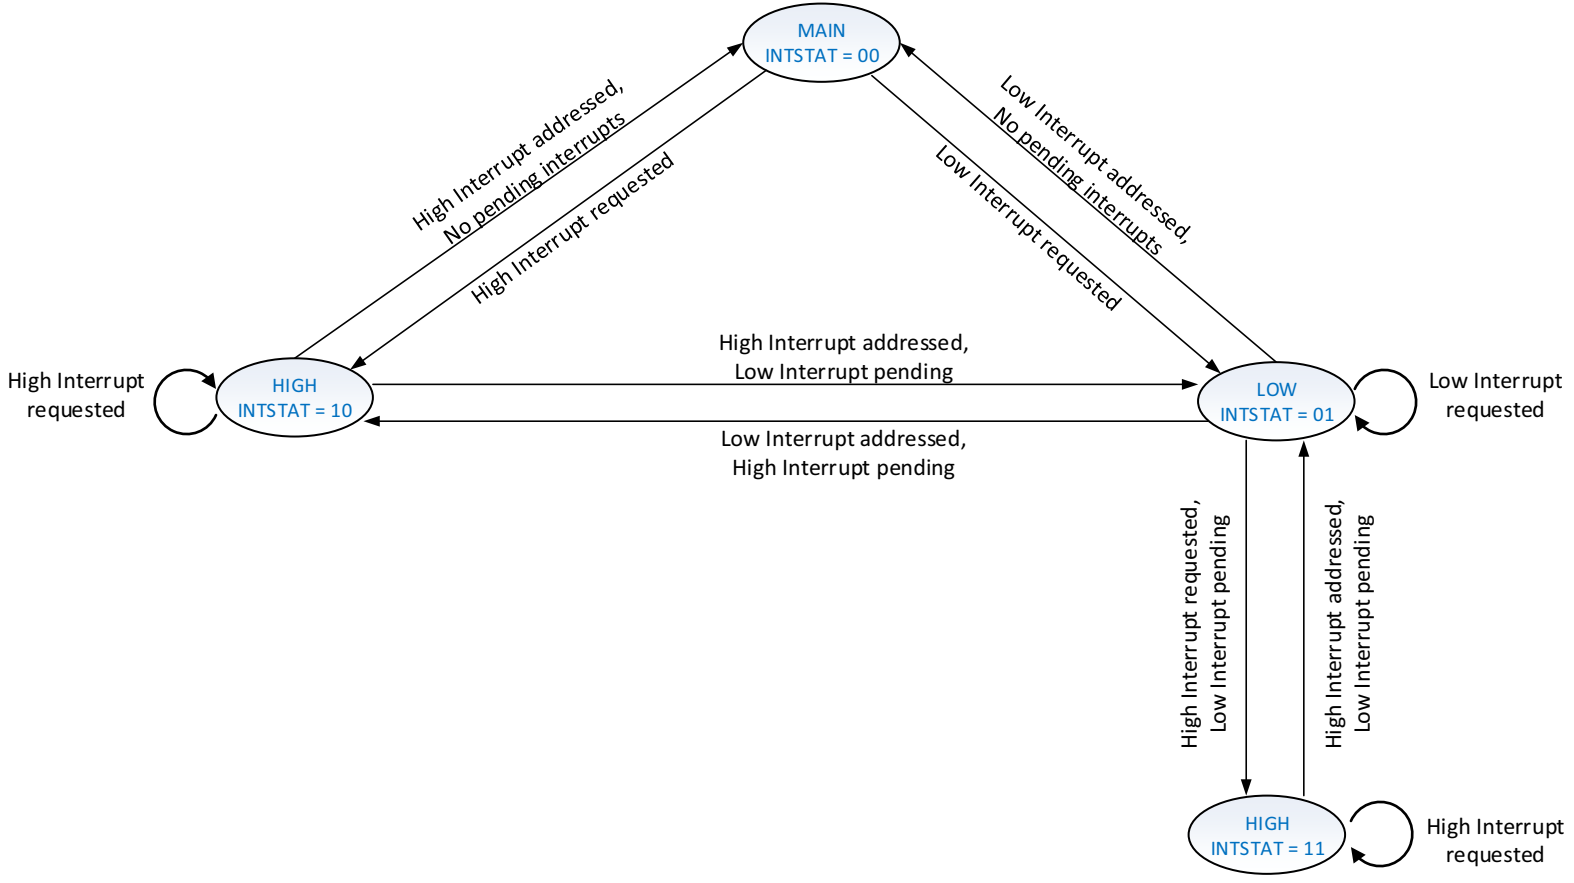 MAIN
INTSTAT = 00
High Interrupt addressed,
No pending interrupts
High Interrupt requested
Low Interrupt addressed,
No pending interrupts
Low Interrupt requested
High Interrupt
requested
HIGH
INTSTAT = 10
High Interrupt addressed,
Low Interrupt pending
Low Interrupt addressed,
High Interrupt pending
LOW
INTSTAT = 01
Low Interrupt
requested
High Interrupt requested,
Low Interrupt pending
High Interrupt addressed,
Low Interrupt pending
HIGH
INTSTAT = 11
High Interrupt
requested